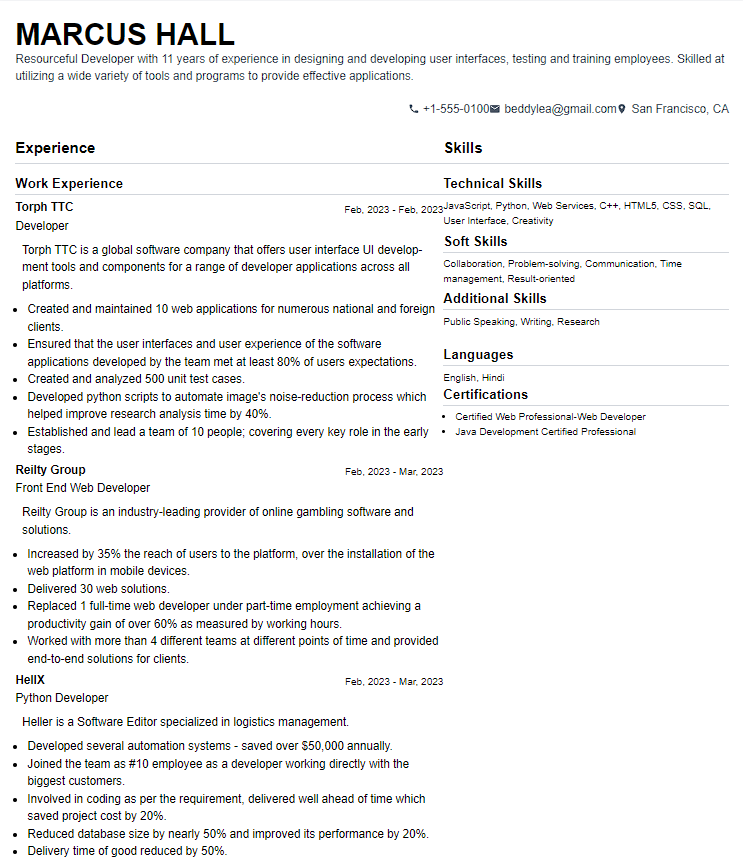 MARCUS HALL
Resourceful Developer with 11 years of experience in designing and developing user interfaces, testing and training employees. Skilled at
utilizing a wide variety of tools and programs to provide effective applications.
+1-555-0100 beddylea@gmail.com San Francisco, CA
Experience
Work Experience
Torph TTC Feb, 2023 - Feb, 2023
Developer
Torph TTC is a global software company that offers user interface UI develop-
ment tools and components for a range of developer applications across all
platforms.
• Created and maintained 10 web applications for numerous national and foreign
clients.
• Ensured that the user interfaces and user experience of the software
applications developed by the team met at least 80% of users expectations.
• Created and analyzed 500 unit test cases.
• Developed python scripts to automate image's noise-reduction process which
helped improve research analysis time by 40%.
• Established and lead a team of 10 people; covering every key role in the early
stages.
Reilty Group Feb, 2023 - Mar, 2023
Front End Web Developer
Reilty Group is an industry-leading provider of online gambling software and
solutions.
• Increased by 35% the reach of users to the platform, over the installation of the
web platform in mobile devices.
• Delivered 30 web solutions.
• Replaced 1 full-time web developer under part-time employment achieving a
productivity gain of over 60% as measured by working hours.
• Worked with more than 4 different teams at different points of time and provided
end-to-end solutions for clients.
HellX Feb, 2023 - Mar, 2023
Python Developer
Heller is a Software Editor specialized in logistics management.
• Developed several automation systems - saved over $50,000 annually.
• Joined the team as #10 employee as a developer working directly with the
biggest customers.
• Involved in coding as per the requirement, delivered well ahead of time which
saved project cost by 20%.
• Reduced database size by nearly 50% and improved its performance by 20%.
• Delivery time of good reduced by 50%.
Skills
Technical Skills
JavaScript, Python, Web Services, C++, HTML5, CSS, SQL,
User Interface, Creativity
Soft Skills
Collaboration, Problem-solving, Communication, Time
management, Result-oriented
Additional Skills
Public Speaking, Writing, Research
Languages
English, Hindi
Certifications
• Certified Web Professional-Web Developer
• Java Development Certified Professional